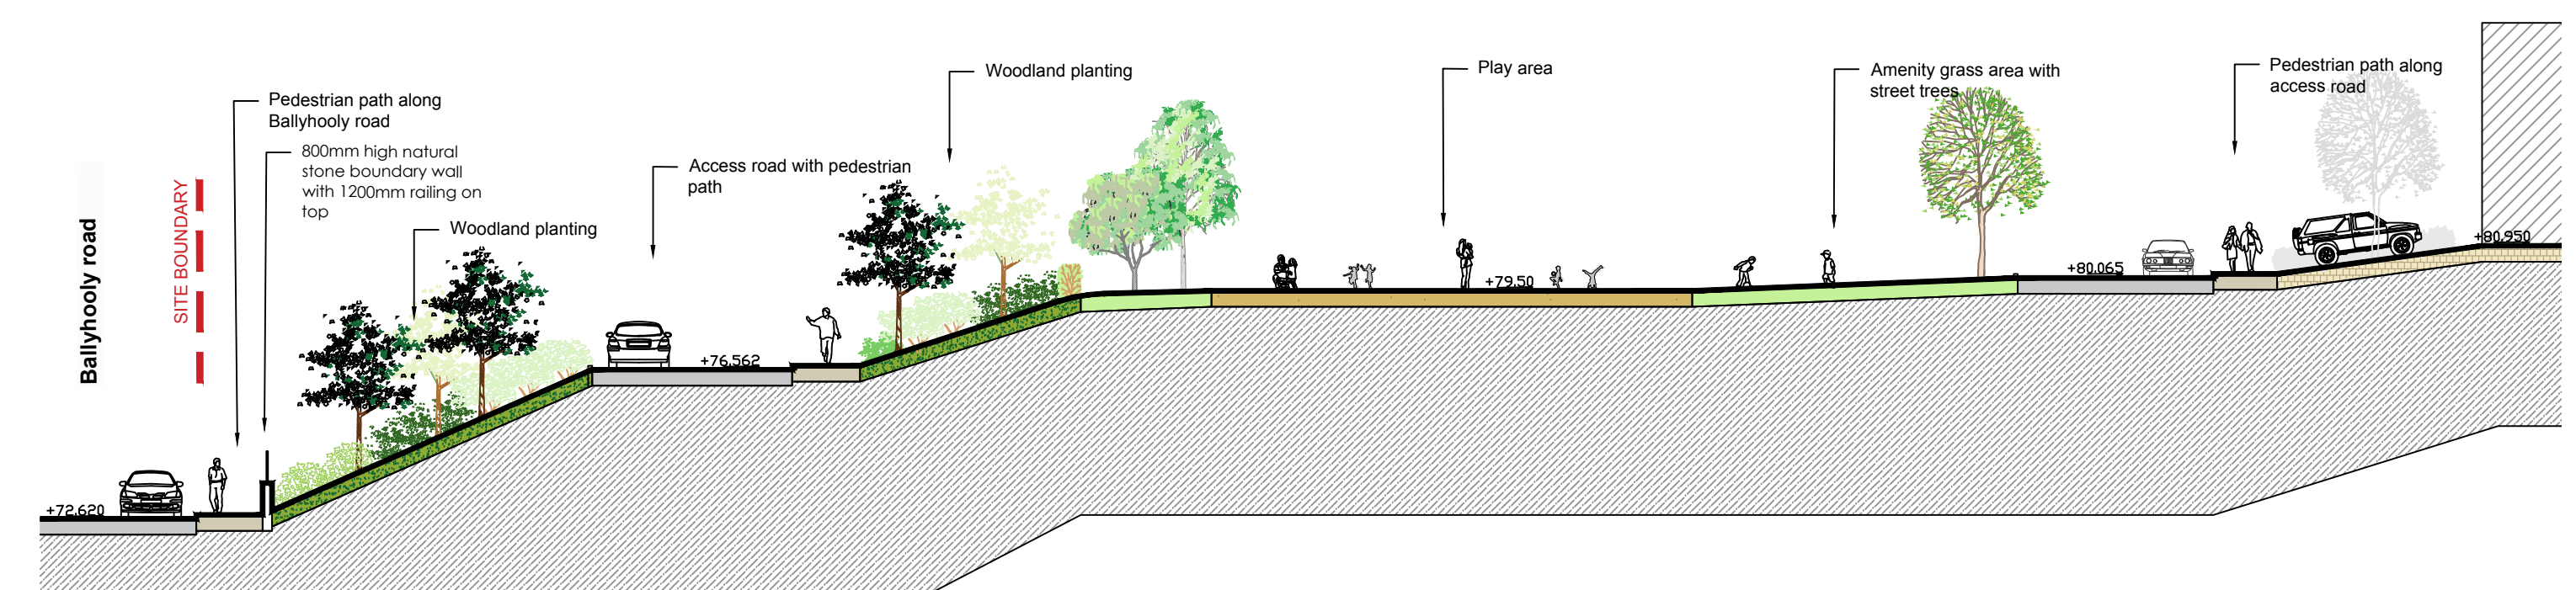 Ballyhooly road
SITE BOUNDARY
Pedestrian path along
Ballyhooly road
800mm high natural
stone boundary wall
with 1200mm railing on
top
Woodland planting
Access road with pedestrian
path
Woodland planting
Play area
Amenity grass area with
street trees
Pedestrian path along
access road
+72.620
+76.562
+79.50
+80.065
+80.950